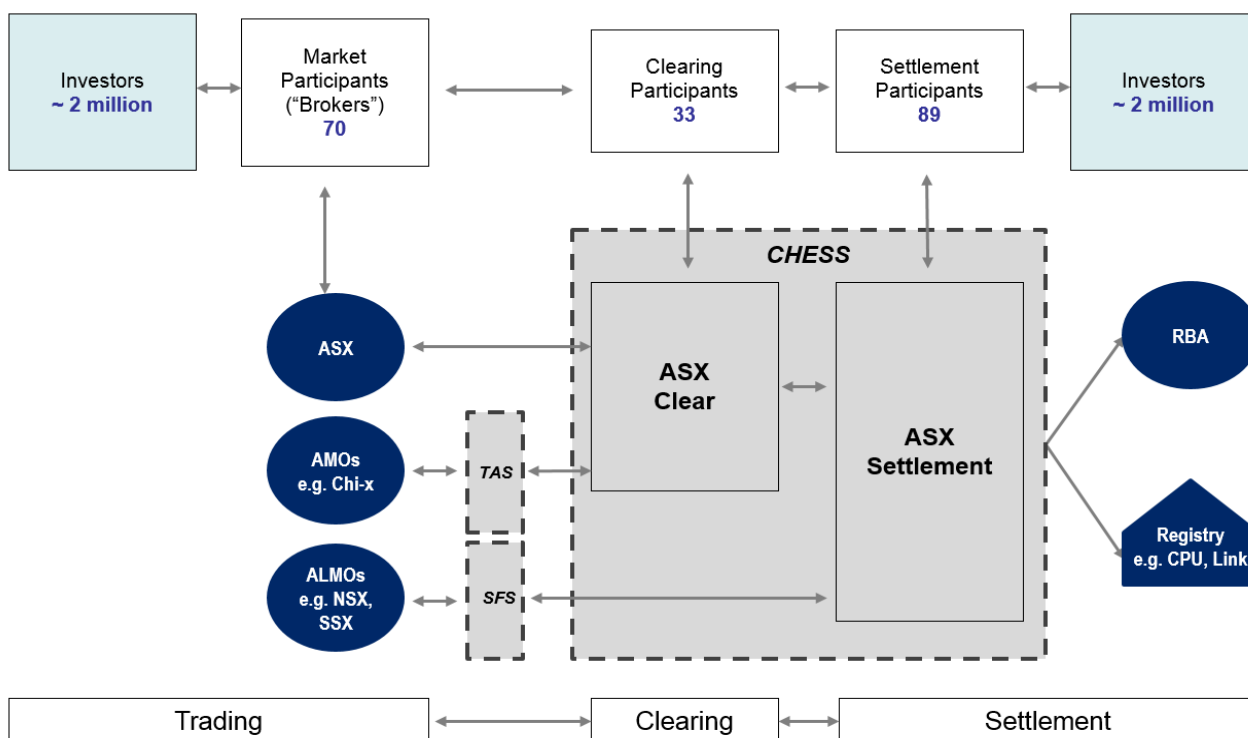 Investors
~ 2 million
Market
Participants
(“Brokers”)
70
Clearing
Participants
33
Settlement
Participants
89
Investors
~ 2 million
CHESS
ASX
ASX
Clear
ASX
Settlement
RBA
AMOs
e.g. Chi-x
TAS
ALMOs
e.g. NSX,
SSX
SFS
Registry
e.g. CPU, Link
Trading
Clearing
Settlement